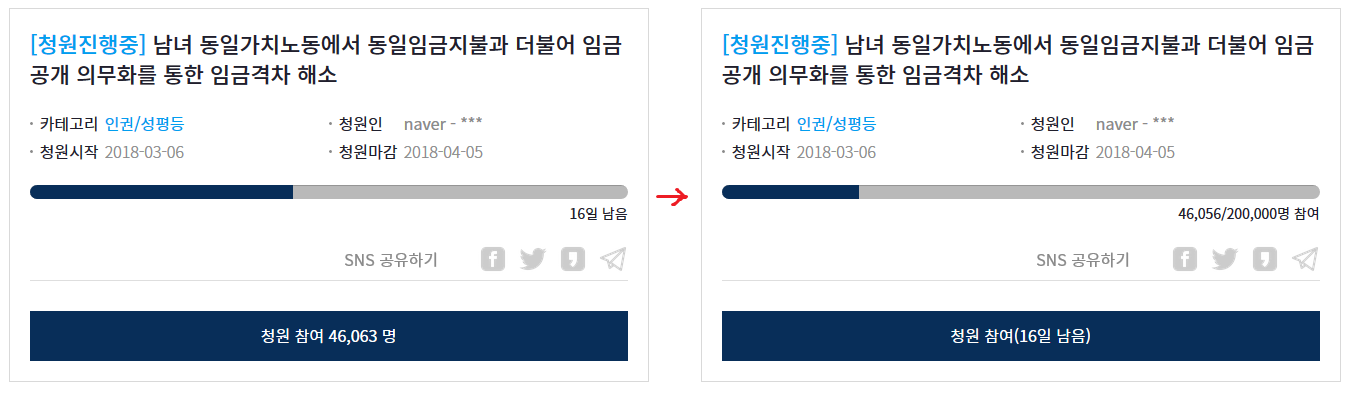 [청원진행중] 남녀 동일가치노동에서 동일임금지불과 더불어 임금
공개 의무화를 통한 임금격차 해소
· 카테고리 인권/성평등 · 청원인 naver - ***
· 청원시작 2018-03-06 · 청원마감 2018-04-05
16일 남음
SNS 공유하기
청원 참여 46,063 명
[청원진행중] 남녀 동일가치노동에서 동일임금지불과 더불어 임금
공개 의무화를 통한 임금격차 해소
· 카테고리 인권/성평등 · 청원인 naver - ***
· 청원시작 2018-03-06 · 청원마감 2018-04-05
46,056/200,000명 참여
SNS 공유하기
청원 참여(16일 남음)